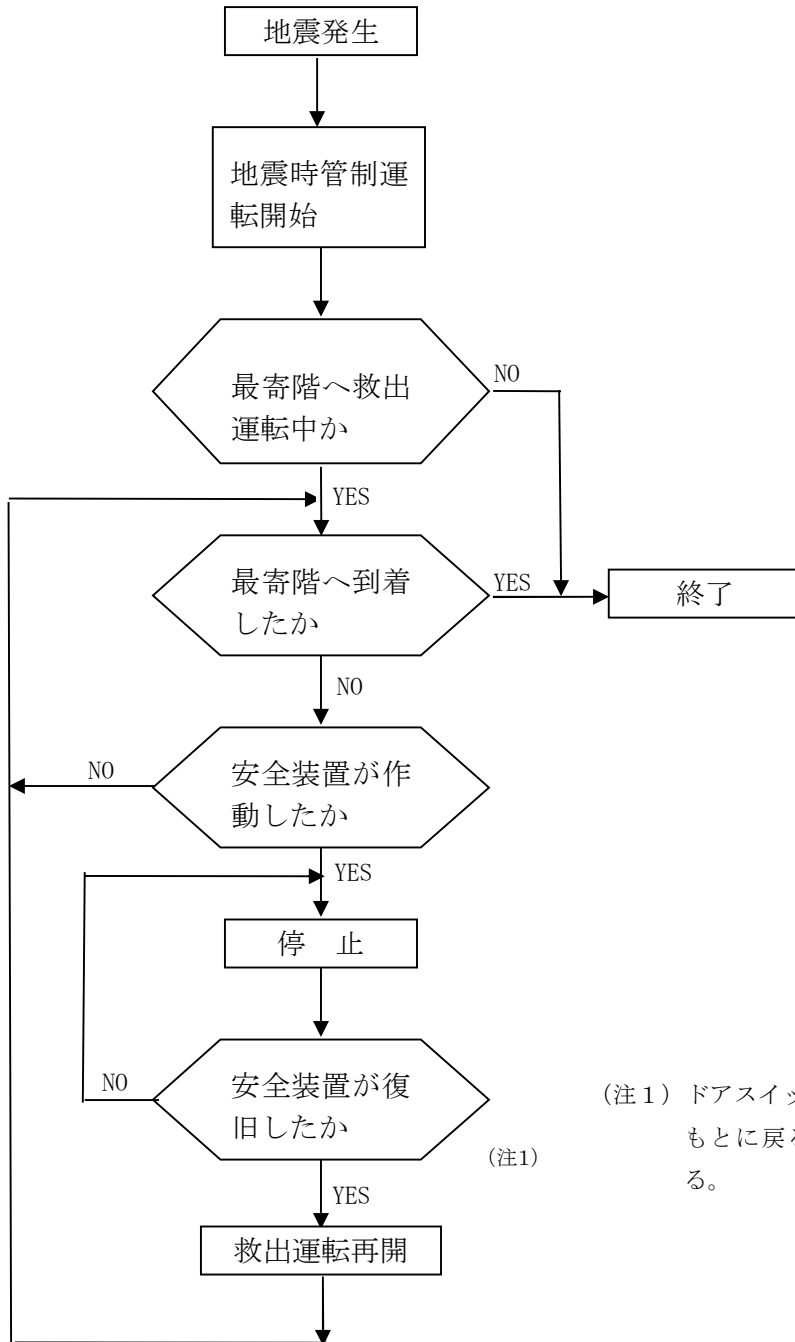 地震発生
地震時管制運
転開始
最寄階へ救出
運転中か
NO
YES
最寄階へ到着
したか
YES
終了
NO
安全装置が作
動したか
NO
YES
停　止
安全装置が復
旧したか
NO
(注1)
YES
救出運転再開
(注１) ドアスイッ
もとに戻
る。